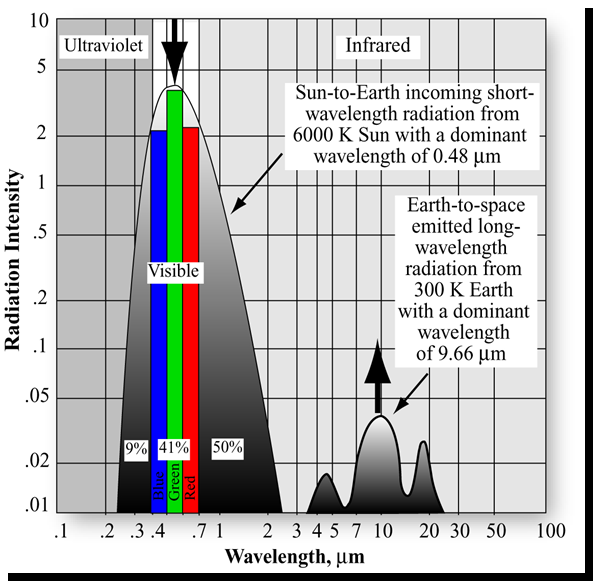 10
5
2
1
.5
.2
.1
.05
.02
.01
Radiation Intensity
Ultraviolet
Infrared
Sun-to-Earth incoming short-
wavelength radiation from
6000 K Sun with a dominant
wavelength of 0.48 μm
Earth-to-space
emitted long-
wavelength
radiation from
300 K Earth
with a dominant
wavelength
of 9.66 μm
Visible
9%
41%
50%
Blue
Green
Red
.1 .2 .3 .4 .7 1 2 3 4 5 7 10 20 30 50 100
Wavelength, μm